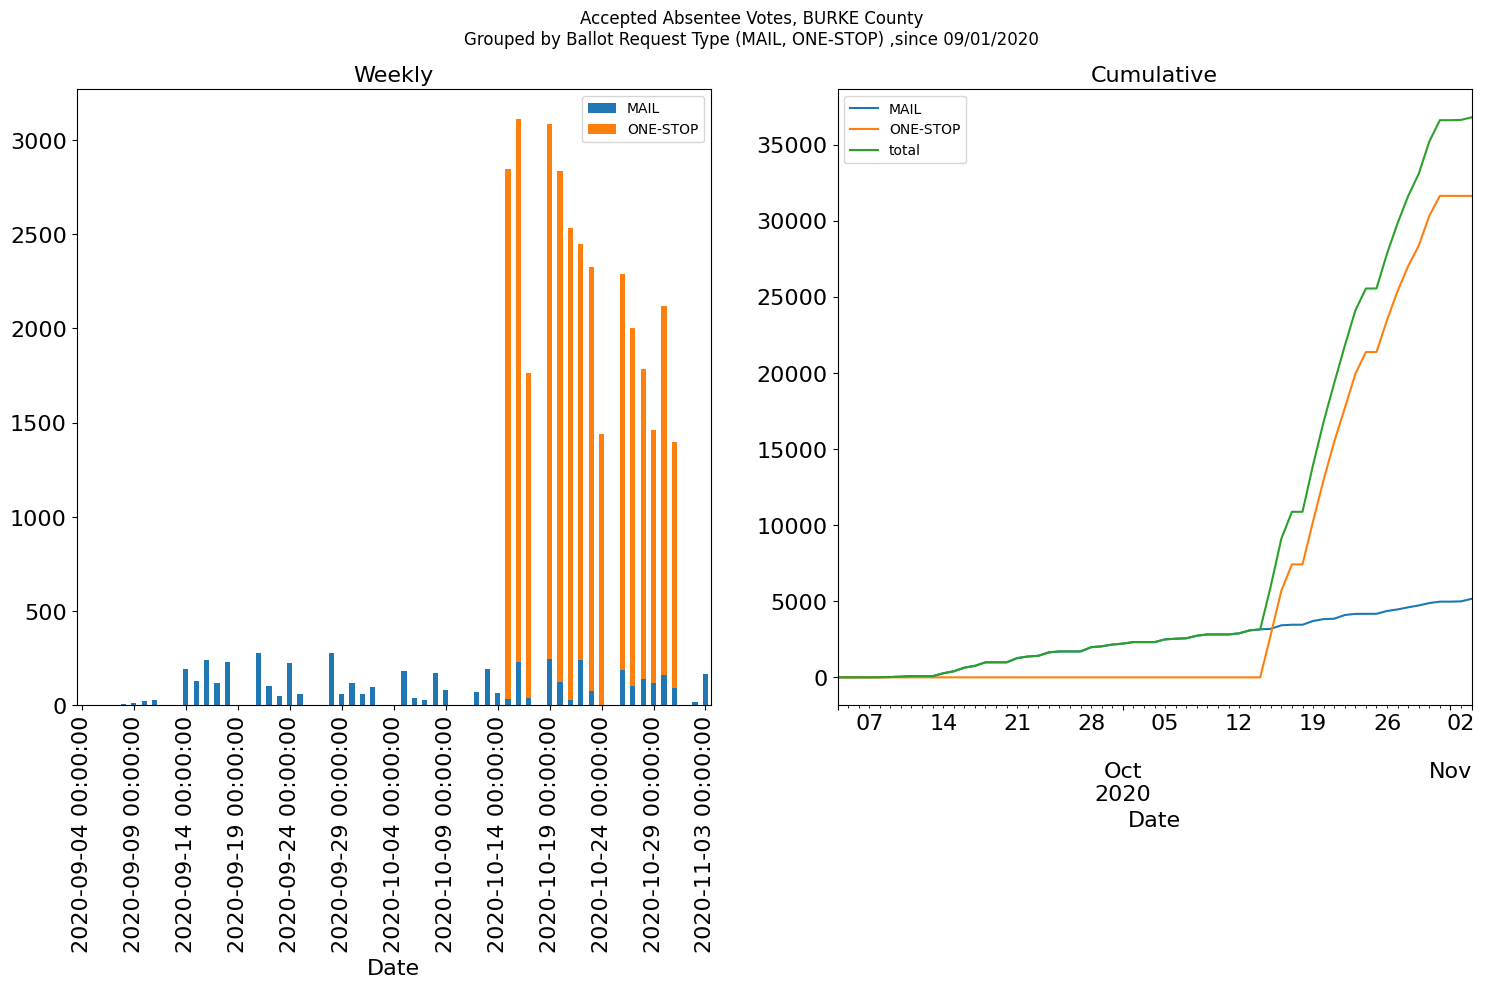 Accepted Absentee Votes, BURKE County
Grouped by Ballot Request Type (MAIL, ONE-STOP) ,since 09/01/2020
Weekly
MAIL
ONE-STOP
3000
2500
2000
1500
1000
500
0
2020-09-04 00:00:00
2020-09-09 00:00:00
2020-09-14 00:00:00
2020-09-19 00:00:00
2020-09-24 00:00:00
2020-09-29 00:00:00
2020-10-04 00:00:00
2020-10-09 00:00:00
2020-10-14 00:00:00
2020-10-19 00:00:00
2020-10-24 00:00:00
2020-10-29 00:00:00
2020-11-03 00:00:00
Date
Cumulative
MAIL
ONE-STOP
total
35000
30000
25000
20000
15000
10000
5000
0
07 14 21 28 05 12 19 26 02
Oct Nov
2020
Date